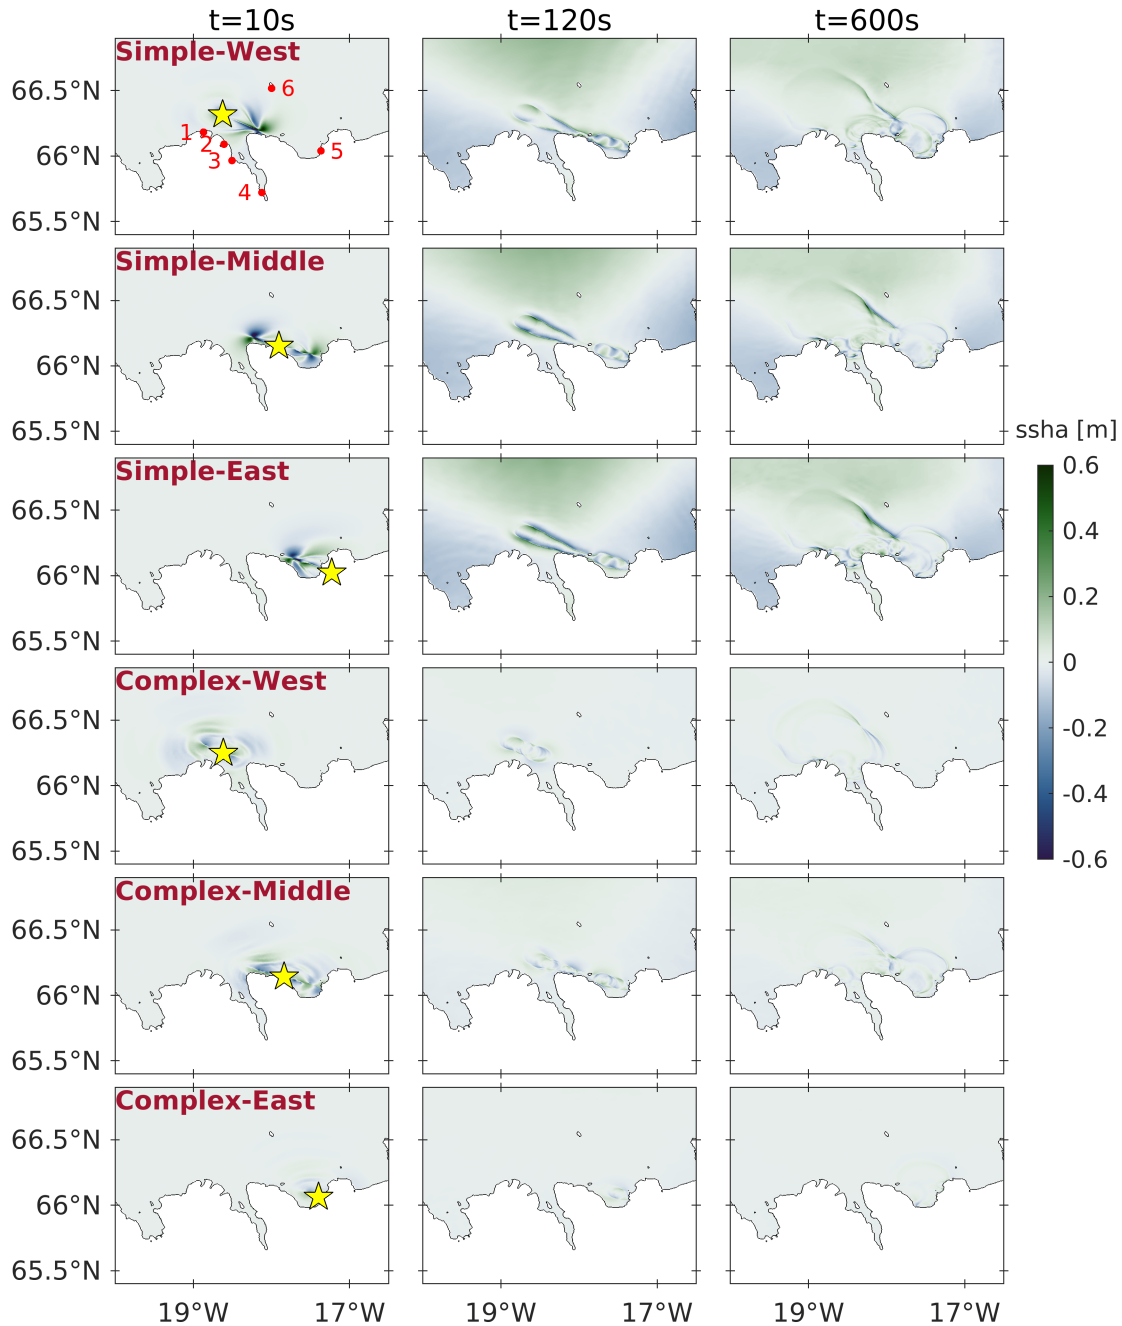 t=10s t=120s t=600s
Simple-West
66.5°N
66°N
65.5°N
1
2
3
4
5
6
Simple-Middle
66.5°N
66°N
65.5°N
Simple-East
66.5°N
66°N
65.5°N
Complex-West
66.5°N
66°N
65.5°N
Complex-Middle
66.5°N
66°N
65.5°N
Complex-East
66.5°N
66°N
65.5°N
19°W 17°W 19°W 17°W 19°W 17°W
ssha [m]
0.6
0.4
0.2
0
-0.2
-0.4
-0.6